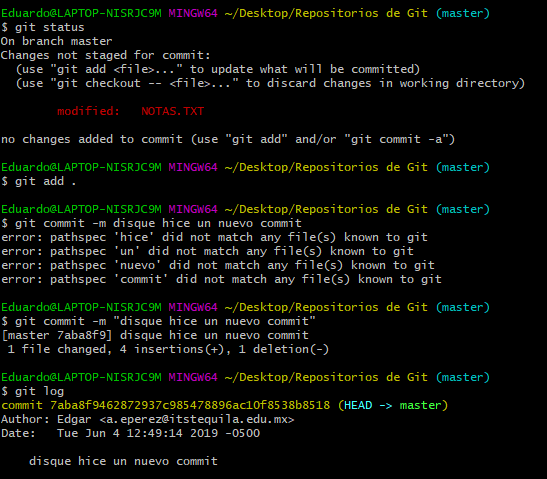 Eduardo@LAPTOP-NISRJC9M MINGW64 ~/Desktop/Repositorios de Git (master)
$ git status
On branch master
Changes not staged for commit:
  (use "git add <file>..." to update what will be committed)
  (use "git checkout -- <file>..." to discard changes in working directory)

        modified:   NOTAS.TXT

no changes added to commit (use "git add" and/or "git commit -a")

Eduardo@LAPTOP-NISRJC9M MINGW64 ~/Desktop/Repositorios de Git (master)
$ git add .

Eduardo@LAPTOP-NISRJC9M MINGW64 ~/Desktop/Repositorios de Git (master)
$ git commit -m disque hice un nuevo commit
error: pathspec 'hice' did not match any file(s) known to git
error: pathspec 'un' did not match any file(s) known to git
error: pathspec 'nuevo' did not match any file(s) known to git
error: pathspec 'commit' did not match any file(s) known to git

Eduardo@LAPTOP-NISRJC9M MINGW64 ~/Desktop/Repositorios de Git (master)
$ git commit -m "disque hice un nuevo commit"
[master 7aba8f9] disque hice un nuevo commit
 1 file changed, 4 insertions(+), 1 deletion(-)

Eduardo@LAPTOP-NISRJC9M MINGW64 ~/Desktop/Repositorios de Git (master)
$ git log
commit 7aba8f9462872937c985478896ac10f8538b8518 (HEAD -> master)
Author: Edgar <a.eperez@itstequila.edu.mx>
Date:   Tue Jun 4 12:49:14 2019 -0500

    disque hice un nuevo commit